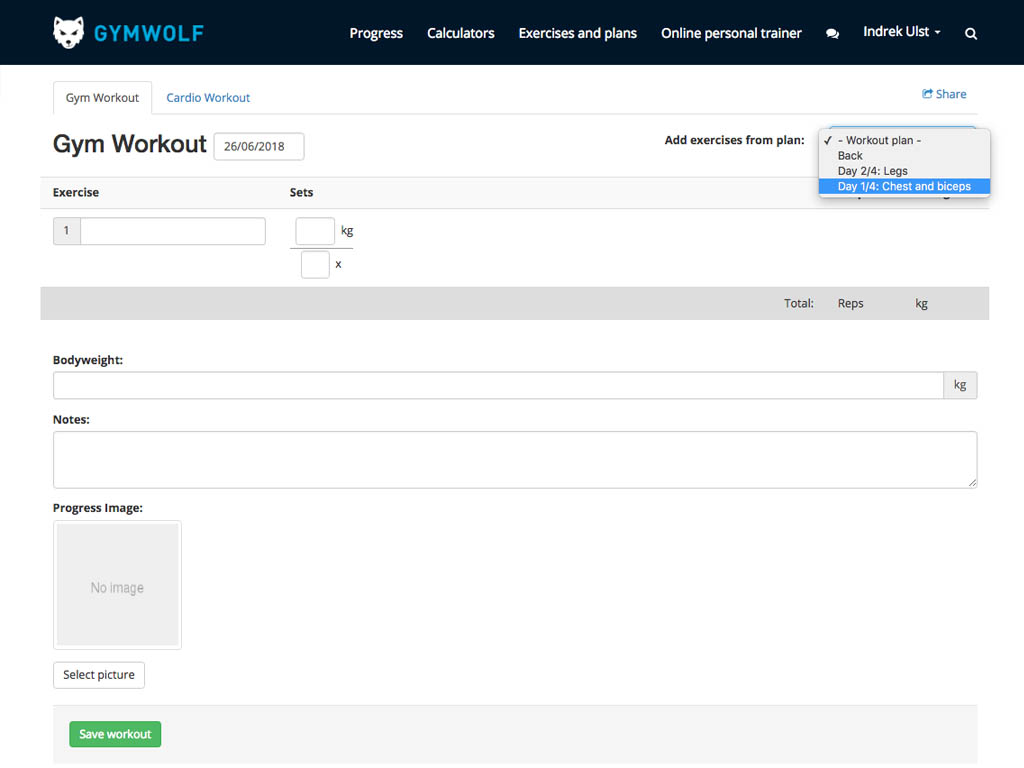 GYMWOLF
Progress
Calculators
Exercises and plans
Online personal trainer
Indrek Ulst
Gym Workout
Cardio Workout
Share
Gym Workout
26/06/2018
Add exercises from plan:
✓ - Workout plan -
Back
Day 2/4: Legs
Day 1/4: Chest and biceps
Exercise
Sets
1
kg
x
Total:
Reps
kg
Bodyweight:
kg
Notes:
Progress Image:
No image
Select picture
Save workout